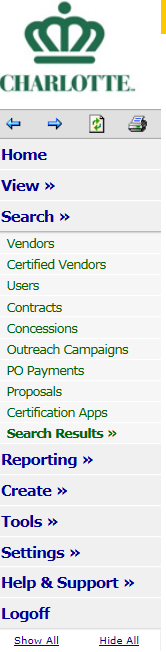 CHARLOTTE.
Home
View »
Search »
Vendors
Certified Vendors
Users
Contracts
Concessions
Outreach Campaigns
PO Payments
Proposals
Certification Apps
Search Results »
Reporting »
Create »
Tools »
Settings »
Help & Support »
Logoff
Show All Hide All